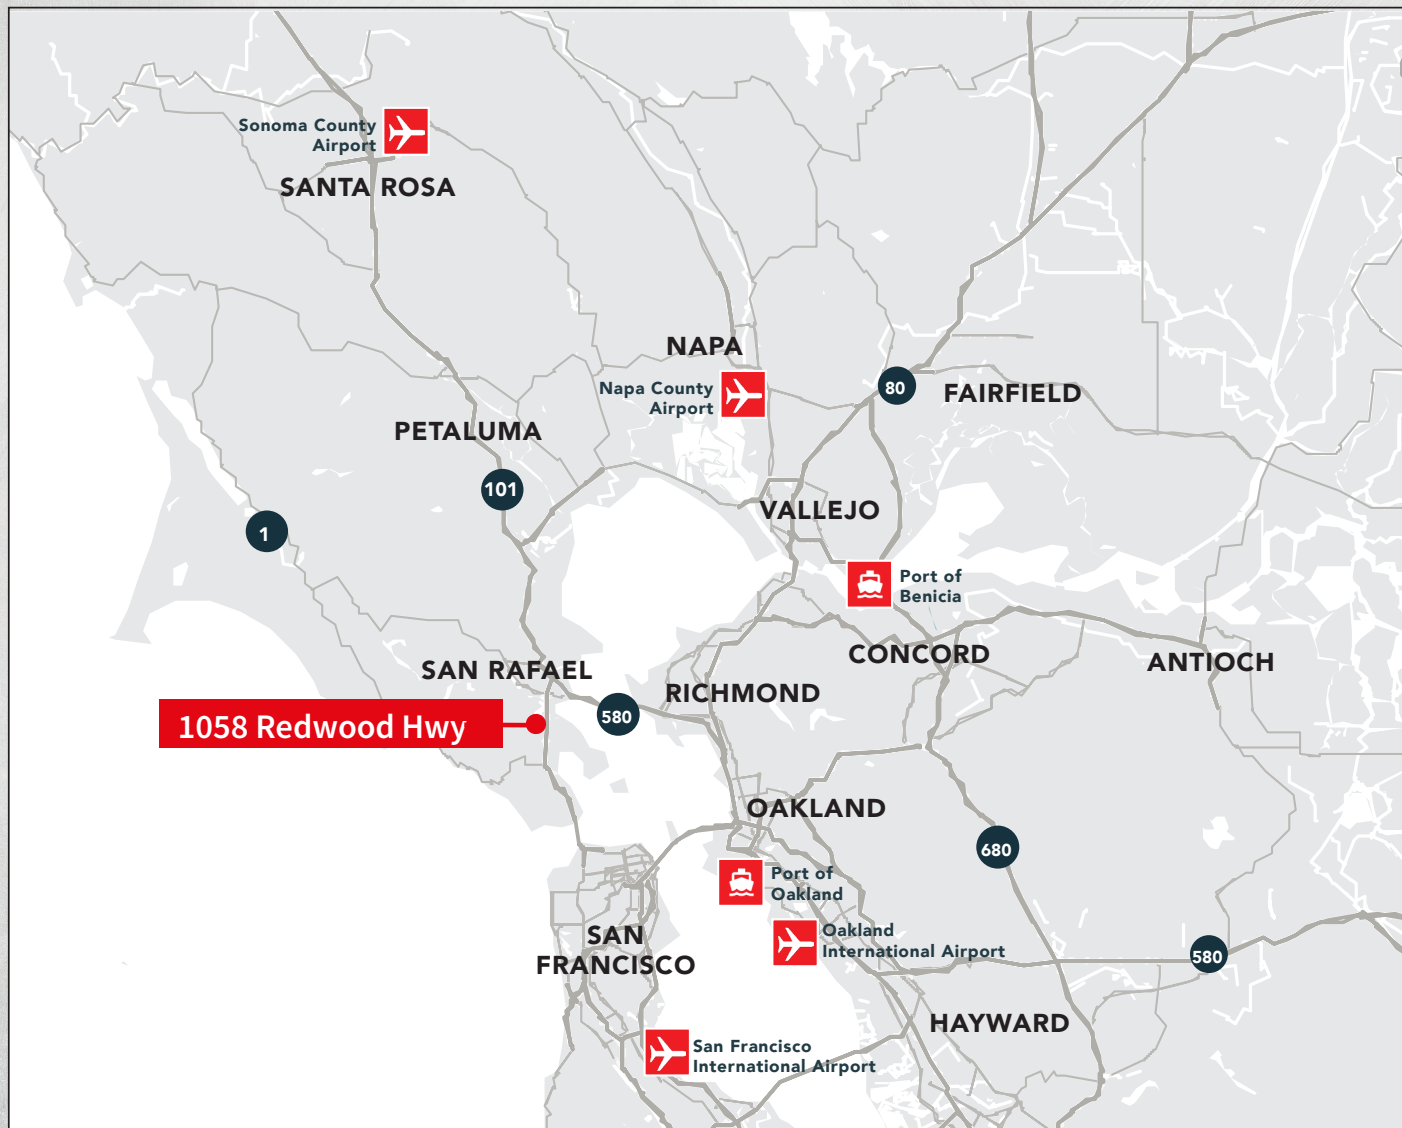 Sonoma County
Airport
SANTA ROSA
NAPA
Napa County
Airport
80
FAIRFIELD
PETALUMA
101
1
VALLEJO
Port of
Benicia
SAN RAFAEL
CONCORD
ANTIOCH
RICHMOND
580
1058 Redwood Hwy
OAKLAND
680
Port of
Oakland
Oakland
International Airport
SAN
FRANCISCO
580
HAYWARD
San Francisco
International Airport